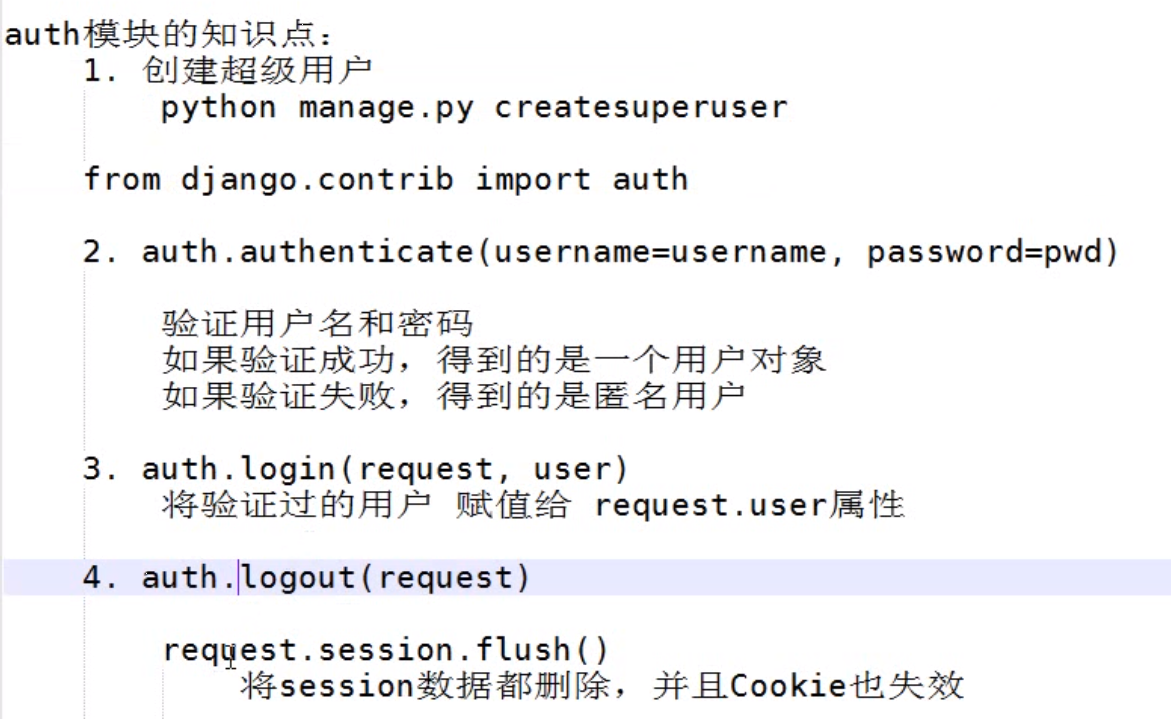 auth模块的知识点：
1. 创建超级用户
python manage.py createsuperuser
from django.contrib import auth
2. auth.authenticate(username=username, password=pwd)
验证用户名和密码
如果验证成功，得到的是一个用户对象
如果验证失败，得到的是匿名用户
3. auth.login(request, user)
将验证过的用户 赋值给 request.user属性
4. auth.logout(request)
request.session.flush()
将session数据都删除，并且Cookie也失效